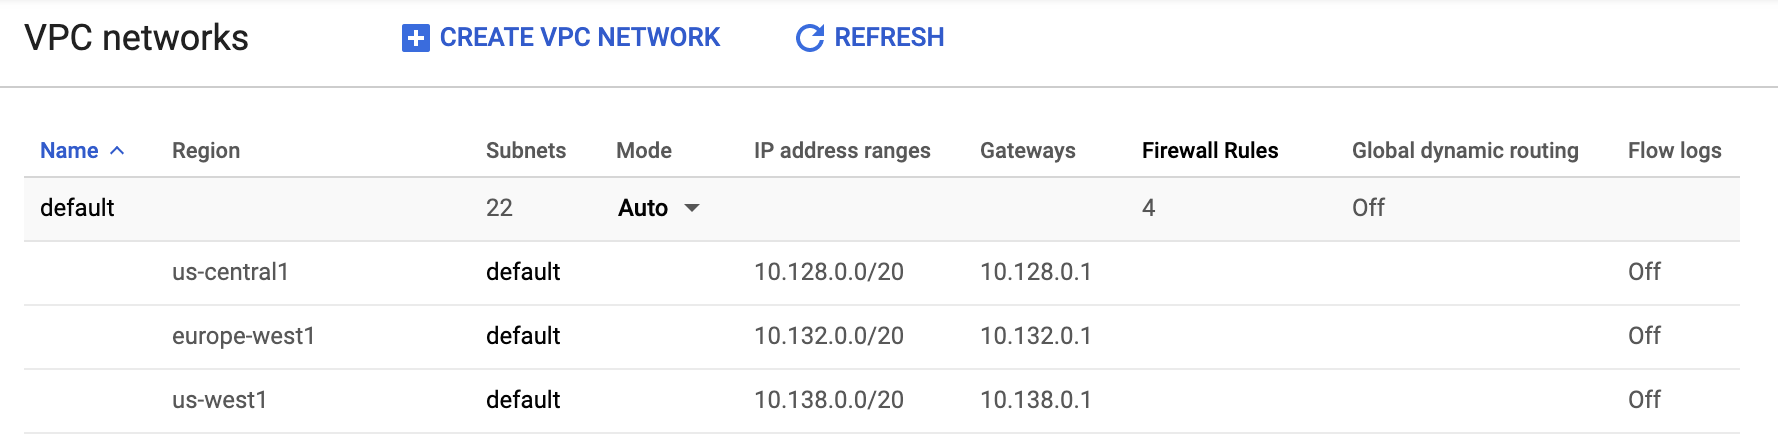 VPC networks CREATE VPC NETWORK REFRESH
Name Region Subnets Mode IP address ranges Gateways Firewall Rules Global dynamic routing Flow logs
default 22 Auto 4 Off
us-central1 default 10.128.0.0/20 10.128.0.1 Off
europe-west1 default 10.132.0.0/20 10.132.0.1 Off
us-west1 default 10.138.0.0/20 10.138.0.1 Off